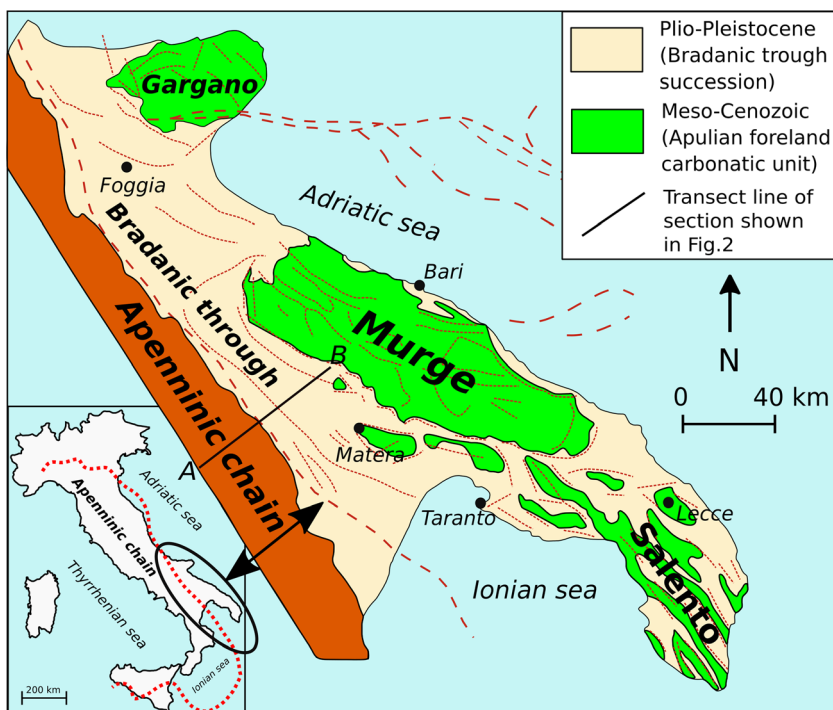 Plio-Pleistocene
(Bradanic trough
succession)
Meso-Cenozoic
(Apulian foreland
carbonatic unit)
Transect line of
section shown
in Fig.2
Gargano
Foggia
Adriatic sea
Bari
Bradanic through
Murge
N
0 40 km
Apenninic chain
B
A
Matera
Taranto
Lecce
Salento
Ionian sea
Adriatic sea
Apenninic chain
Thyrrhenian sea
Ionian sea
200 km